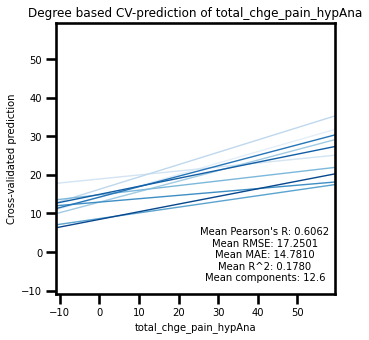 Degree based CV-prediction of total_chge_pain_hypAna
50
40
30
20
10
0
−10
Cross-validated prediction
Mean Pearson's R: 0.6062
Mean RMSE: 17.2501
Mean MAE: 14.7810
Mean R^2: 0.1780
Mean components: 12.6
−10 0 10 20 30 40 50
total_chge_pain_hypAna